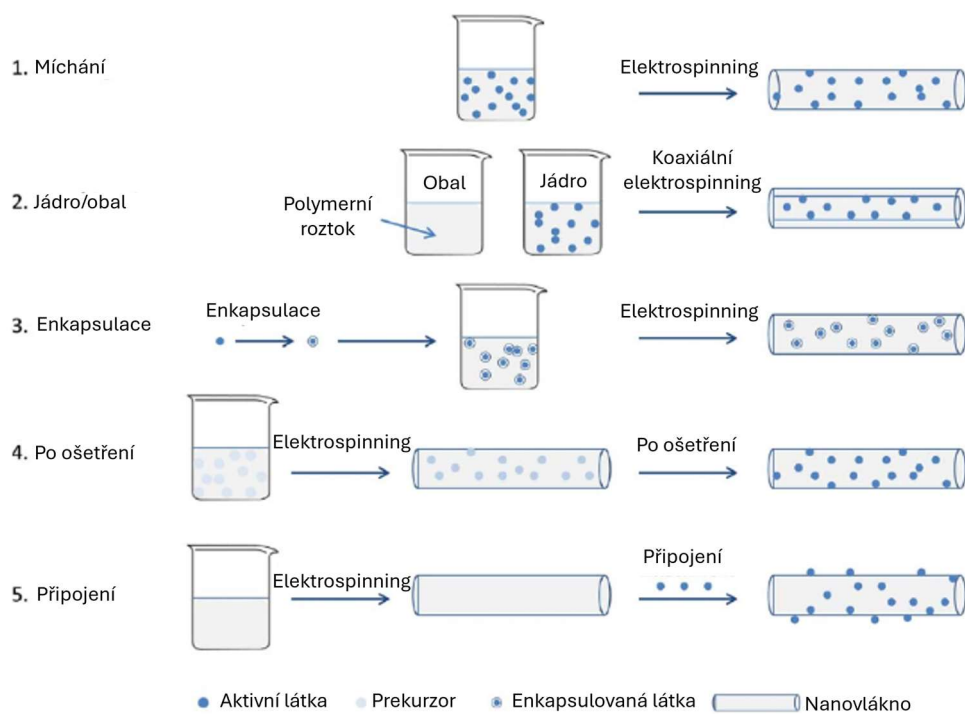 1. Míchání
Elektrospinning
2. Jádro/obal
Obal
Jádro
Polymerní
roztok
Koaxiální
elektrospinning
3. Enkapsulace
Enkapsulace
Elektrospinning
4. Po ošetření
Elektrospinning
Po ošetření
5. Připojení
Elektrospinning
Připojení
Aktivní látka
Prekurzor
Enkapsulovaná látka
Nanovlákno